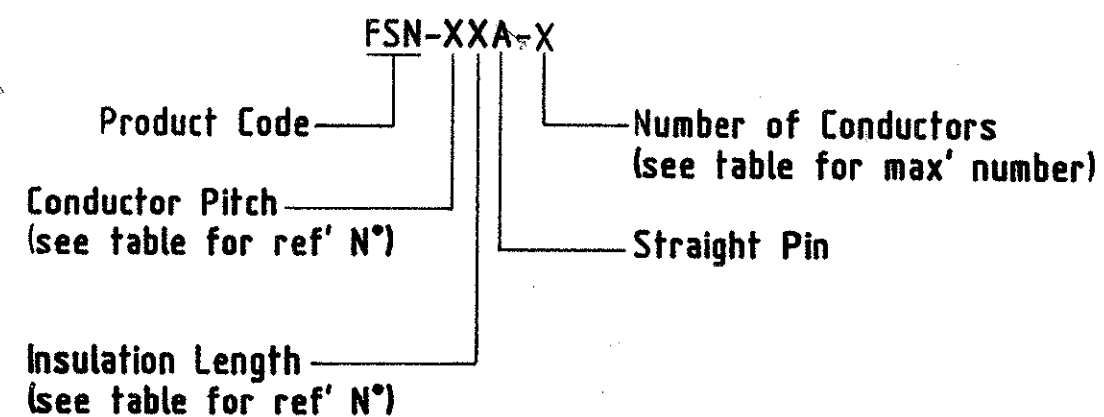 FSN-XXA-X
Product Code
Number of Conductors
(see table for max' number)
Conductor Pitch
(see table for ref' N°)
Straight Pin
Insulation Length
(see table for ref' N°)